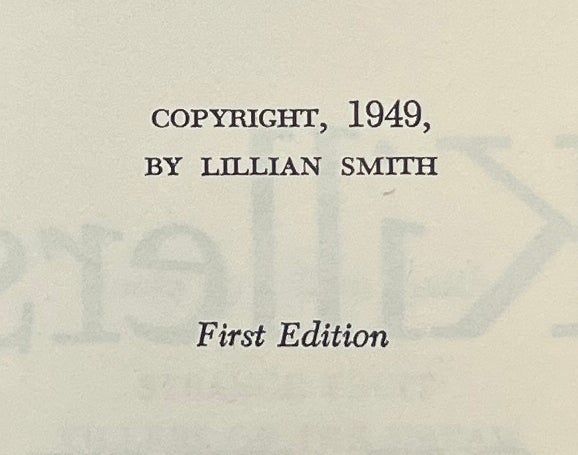 COPYRIGHT, 1949,
BY LILLIAN SMITH
First Edition